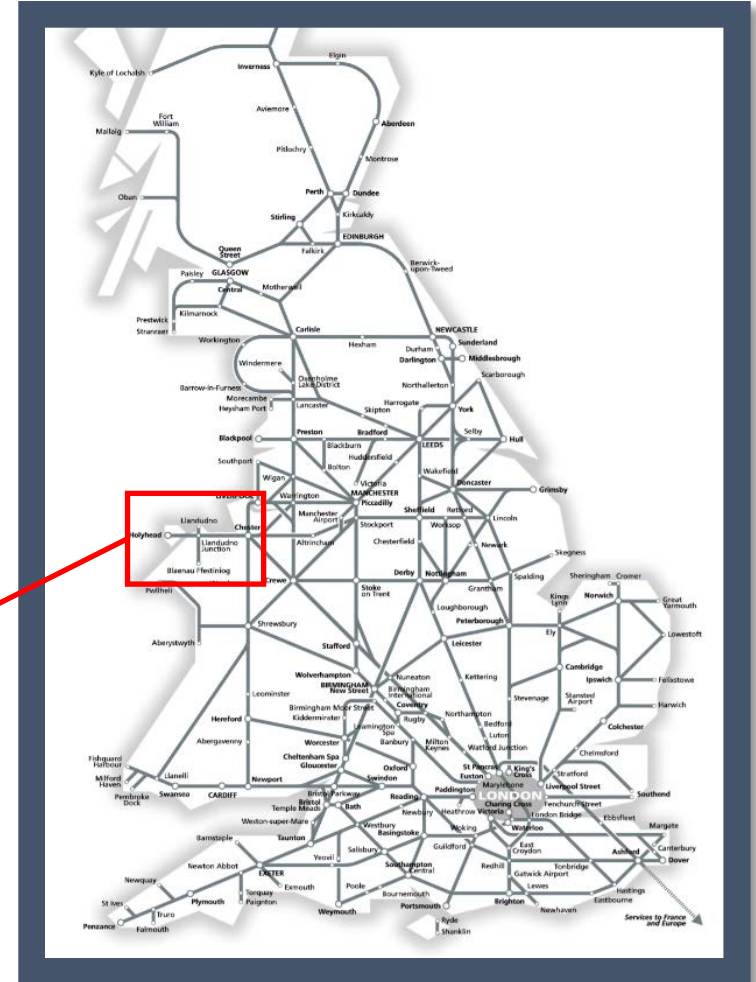 Elgin
Inverness
Kyle of Lochalsh
Aviemore
Fort
William
Aberdeen
Mallaig
Pitlochry
Montrose
Perth
Dundee
Oban
Stirling
Kirkcaldy
EDINBURGH
Queen
Street
Falkirk
Berwick-
upon-Tweed
Paisley
GLASGOW
Central
Motherwell
Prestwick
Kilmarnock
Stranraer
Carlisle
NEWCASTLE
Workington
Hexham
Sunderland
Durham
Darlington
Middlesbrough
Windermere
Oxenholme
Lake District
Scarborough
Barrow-in-Furness
Northallerton
Morecambe
Heysham Port
Lancaster
Harrogate
York
Skipton
Blackpool
Preston
Bradford
LEEDS
Selby
Hull
Blackburn
Huddersfield
Southport
Bolton
Wakefield
Wigan
Victoria
MANCHESTER
Piccadilly
Doncaster
Grimsby
LIVERPOOL
Warrington
Manchester
Airport
Stockport
Sheffield
Retford
Worksop
Lincoln
Llandudno
Holyhead
Chester
Llandudno
Junction
Altrincham
Chesterfield
Newark
Skegness
Blaenau Ffestiniog
Crewe
Stoke
on Trent
Derby
Nottingham
Grantham
Spalding
Sheringham
Cromer
Pwllheli
Kings
Lynn
Norwich
Great
Yarmouth
Loughborough
Peterborough
Aberystwyth
Shrewsbury
Stafford
Leicester
Ely
Lowestoft
Wolverhampton
BIRMINGHAM
New Street
Nuneaton
Kettering
Cambridge
Ipswich
Felixstowe
Birmingham
International
Leominster
Birmingham Moor Street
Coventry
Stevenage
Stansted
Airport
Harwich
Hereford
Kidderminster
Rugby
Northampton
Leamington
Spa
Bedford
Colchester
Abergavenny
Worcester
Banbury
Milton
Keynes
Luton
Watford Junction
Chelmsford
Cheltenham Spa
Gloucester
Oxford
Fishguard
Harbour
Milford
Haven
Llanelli
Pembroke
Dock
Swansea
CARDIFF
Newport
Swindon
St Pancras
Euston
King's
Cross
Stratford
Marylebone
Liverpool Street
Bristol Parkway
Bristol
Temple Meads
Bath
Reading
Paddington
LONDON
Southend
Newbury
Heathrow
Victoria
Charing Cross
Fenchurch Street
London Bridge
Ebbsfleet
Weston-super-Mare
Westbury
Basingstoke
Woking
Waterloo
Margate
Barnstaple
Taunton
Salisbury
Guildford
East
Croydon
Canterbury
Newton Abbot
Yeovil
Southampton
Central
Redhill
Tonbridge
Ashford
Dover
Gatwick Airport
Newquay
EXETER
Exmouth
Poole
Bournemouth
Lewes
Hastings
Eastbourne
St Ives
Plymouth
Torquay
Paignton
Weymouth
Portsmouth
Brighton
Newhaven
Truro
Penzance
Falmouth
Ryde
Shanklin
Services to France
and Europe